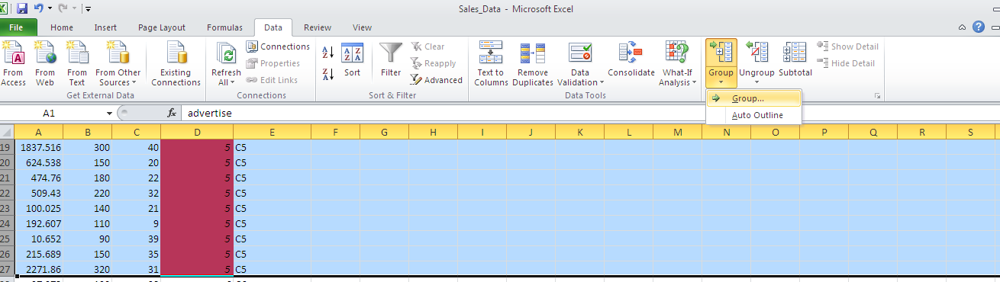 Sales_Data - Microsoft Excel
File Home Insert Page Layout Formulas Data Review View
From Access From Web From Text From Other Sources Existing Connections Refresh All Connections Properties Edit Links Sort Filter Clear Reapply Advanced Text to Columns Remove Duplicates Data Validation Consolidate What-If Analysis Group Ungroup Subtotal Show Detail Hide Detail
Get External Data Connections Sort & Filter Data Tools
Group...
Auto Outline
A1 fx advertise
A B C D E F G H I J K L M N O P Q R S
19 1837.516 300 40 5 C5
20 624.538 150 20 5 C5
21 474.76 180 22 5 C5
22 509.43 220 32 5 C5
23 100.025 140 21 5 C5
24 192.607 110 9 5 C5
25 10.652 90 39 5 C5
26 215.689 150 35 5 C5
27 2271.86 320 31 5 C5